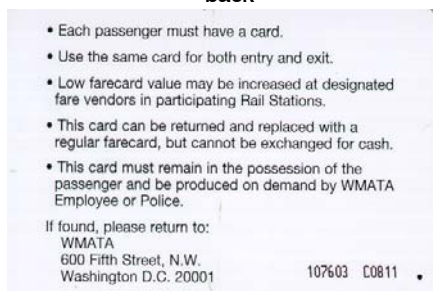 back
• Each passenger must have a card.
• Use the same card for both entry and exit.
• Low farecard value may be increased at designated
fare vendors in participating Rail Stations.
• This card can be returned and replaced with a
regular farecard, but cannot be exchanged for cash.
• This card must remain in the possession of the
passenger and be produced on demand by WMATA
Employee or Police.
If found, please return to:
WMATA
600 Fifth Street, N.W.
Washington D.C. 20001
107603 C0811